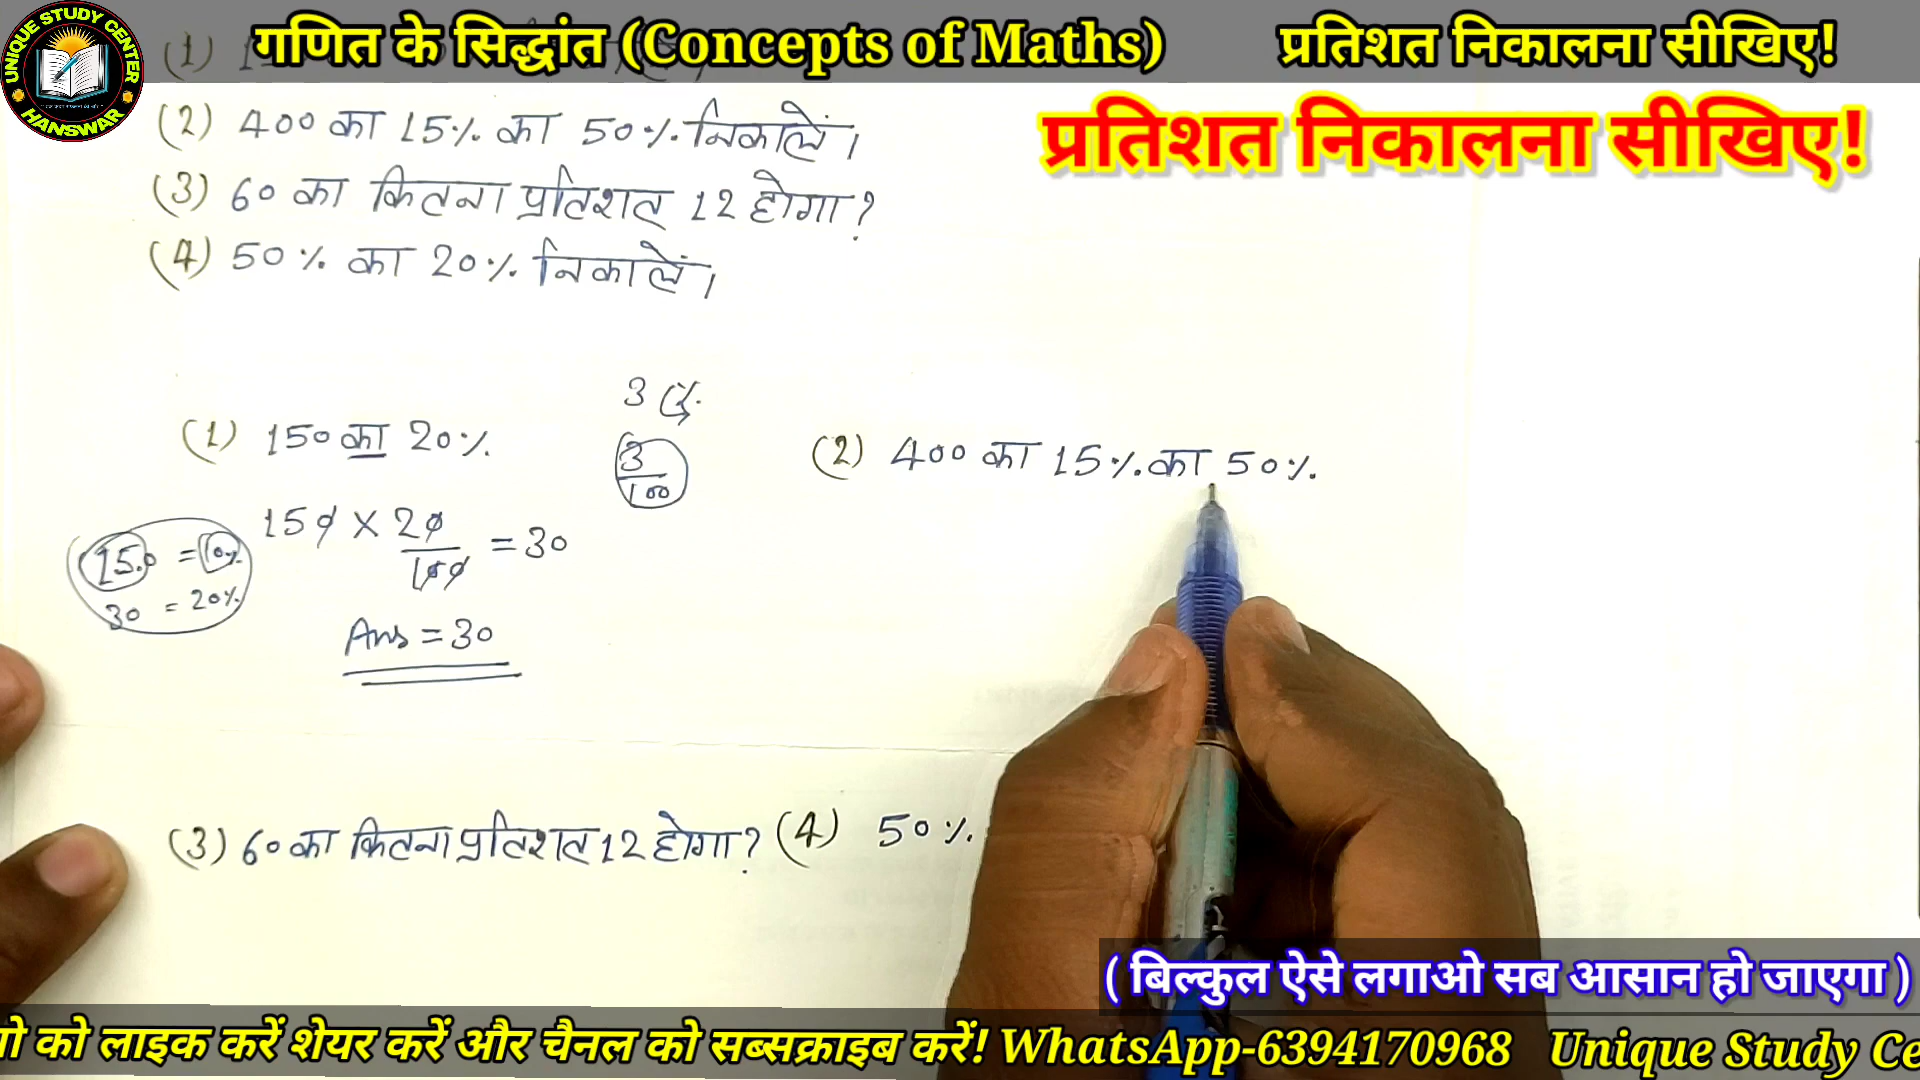 गणित के सिद्धांत (Concepts of Maths)
प्रतिशत निकालना सीखिए!
UNIQUE STUDY CENTER
HANSWAR
(1)
प्रतिशत निकालना सीखिए!
(2) 400 का 15% का 50% निकालें।
(3) 60 का कितना प्रतिशत 12 होगा?
(4) 50% का 20% निकालें।
3%
3/100
(1) 150 का 20%
150 × 20/100 = 30
15.0 = 10%
30 = 20%
Ans = 30
(2) 400 का 15% का 50%
(3) 60 का कितना प्रतिशत 12 होगा?
(4) 50%
( बिल्कुल ऐसे लगाओ सब आसान हो जाएगा )
को लाइक करें शेयर करें और चैनल को सब्सक्राइब करें! WhatsApp-6394170968 Unique Study Ce